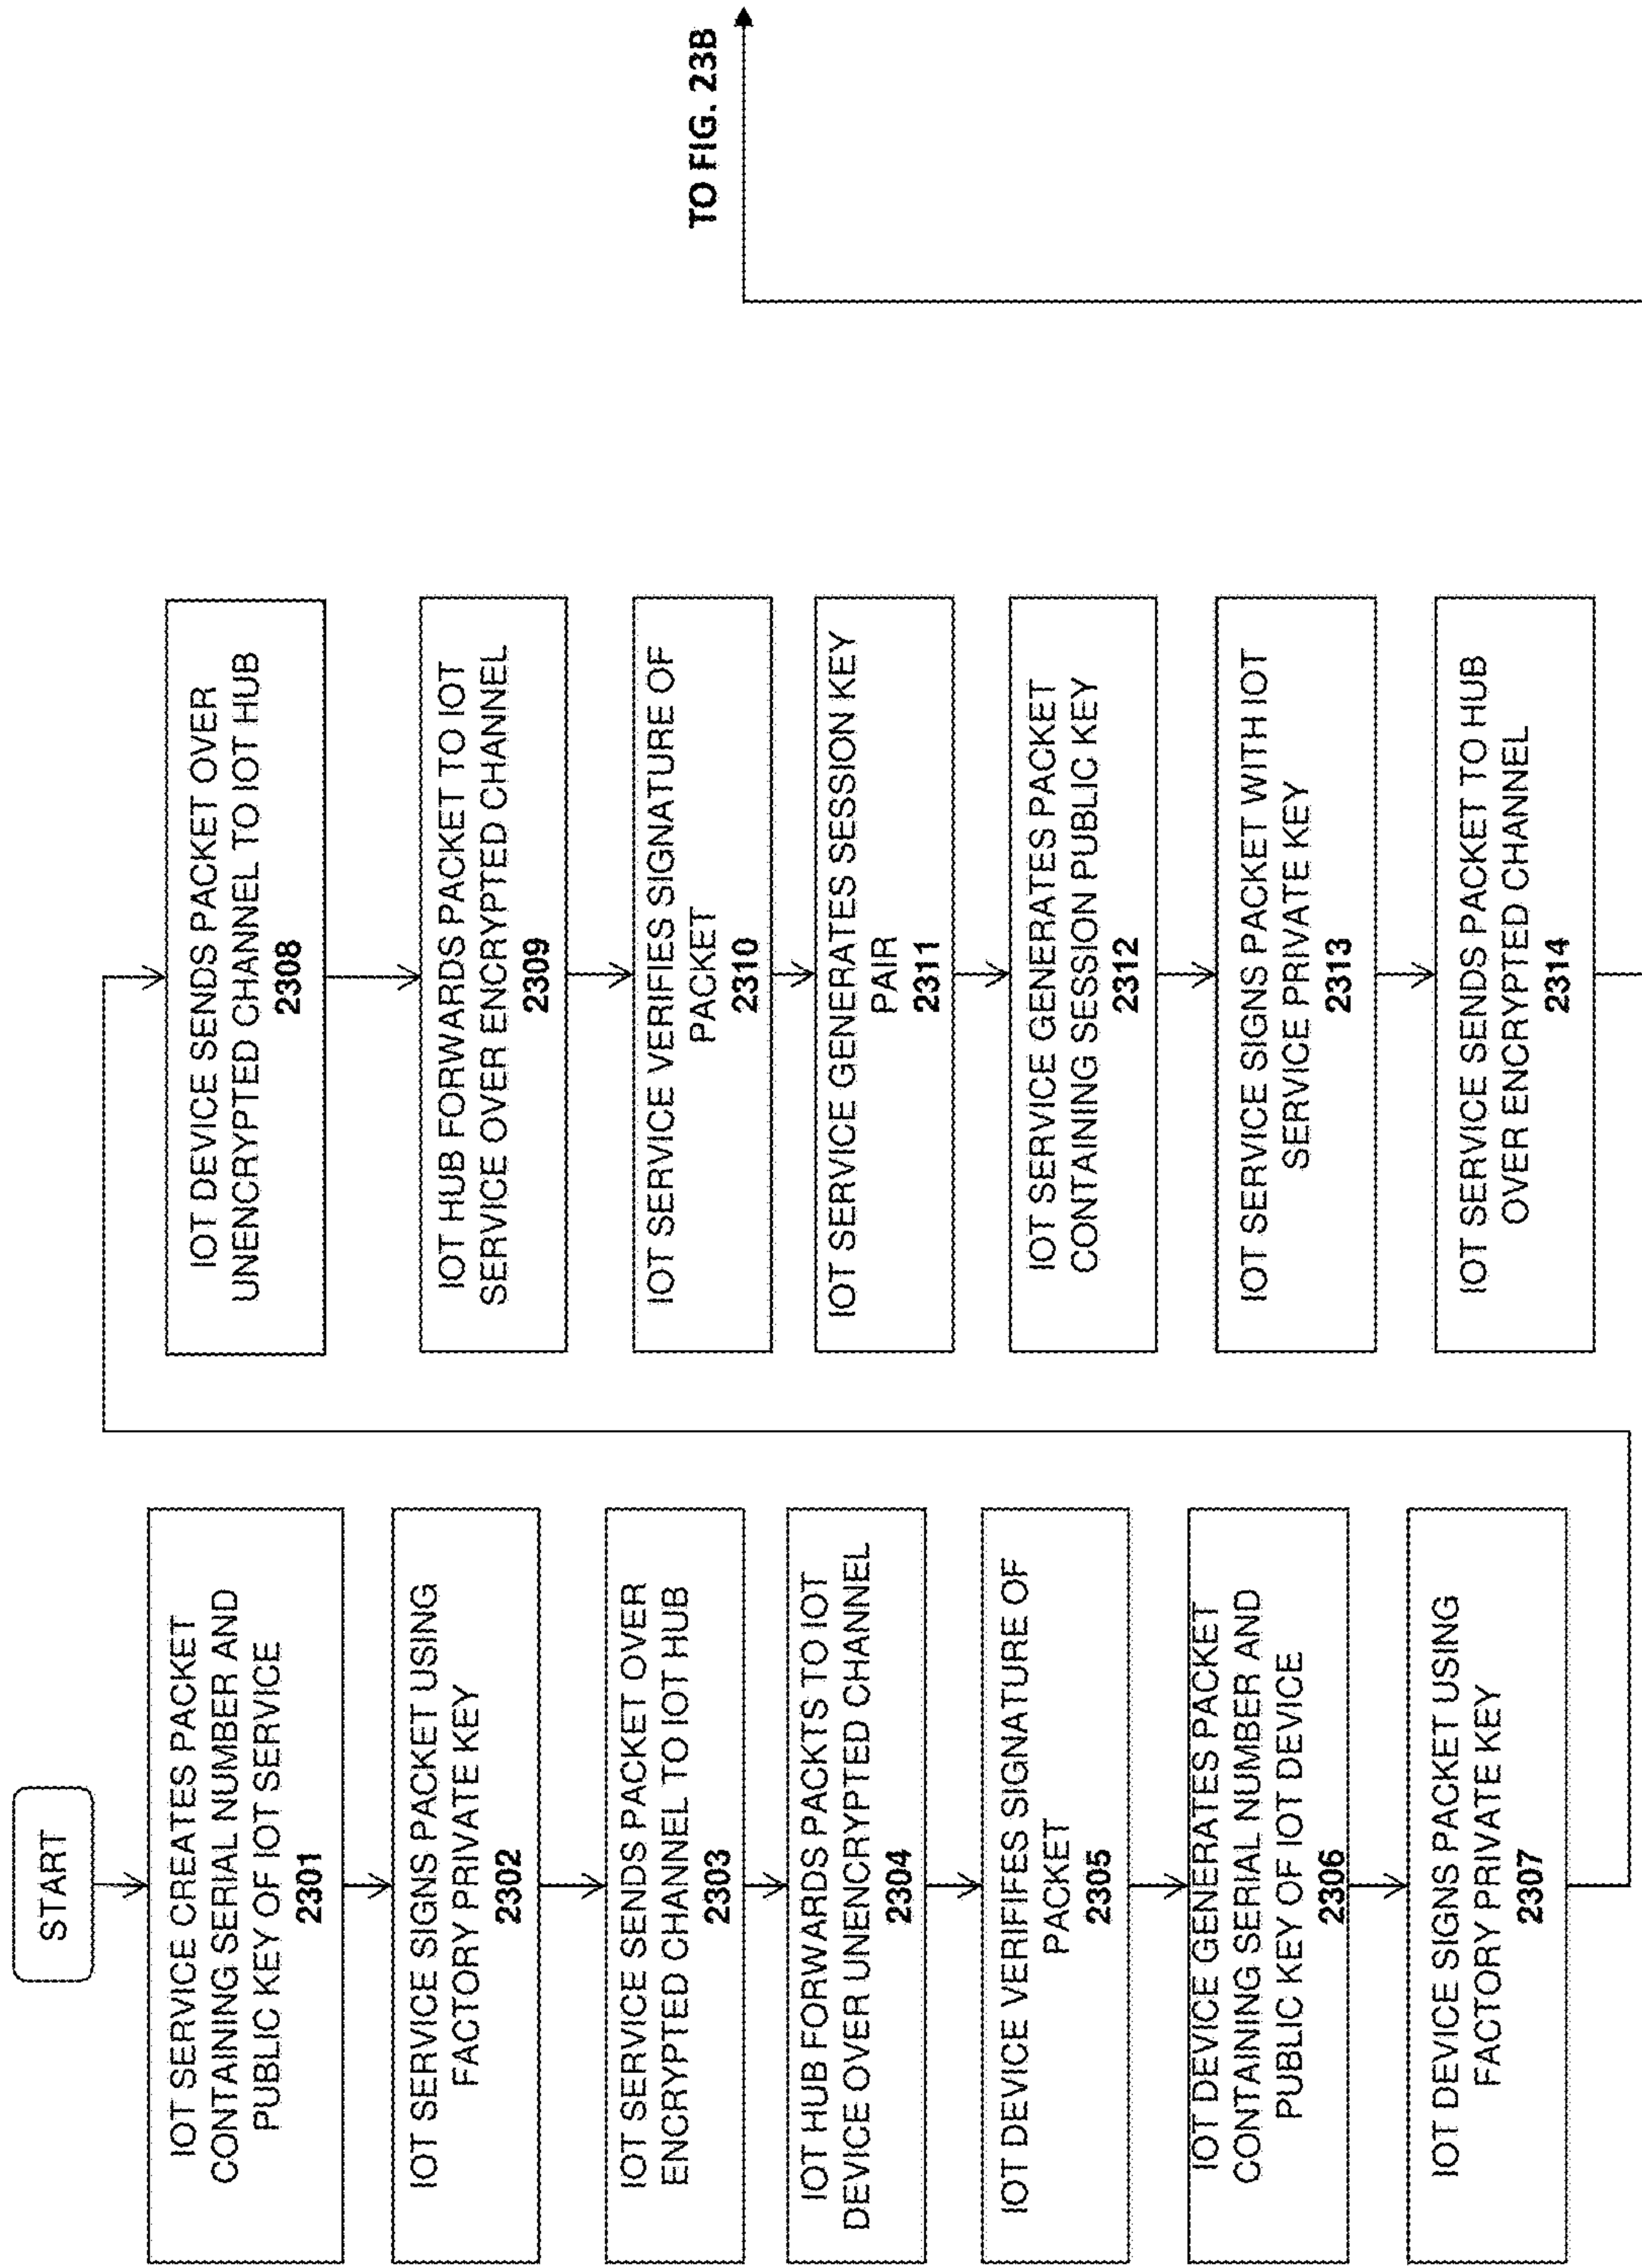 START
IOT SERVICE CREATES PACKET
CONTAINING SERIAL NUMBER AND
PUBLIC KEY OF IOT SERVICE
2301
IOT SERVICE SIGNS PACKET USING
FACTORY PRIVATE KEY
2302
IOT SERVICE SENDS PACKET OVER
ENCRYPTED CHANNEL TO IOT HUB
2303
IOT HUB FORWARDS PACKTS TO IOT
DEVICE OVER UNENCRYPTED CHANNEL
2304
IOT DEVICE VERIFIFES SIGNATURE OF
PACKET
2305
IOT DEVICE GENERATES PACKET
CONTAINING SERIAL NUMBER AND
PUBLIC KEY OF IOT DEVICE
2306
IOT DEVICE SIGNS PACKET USING
FACTORY PRIVATE KEY
2307
IOT DEVICE SENDS PACKET OVER
UNENCRYPTED CHANNEL TO IOT HUB
2308
IOT HUB FORWARDS PACKET TO IOT
SERVICE OVER ENCRYPTED CHANNEL
2309
IOT SERVICE VERIFIES SIGNATURE OF
PACKET
2310
IOT SERVICE GENERATES SESSION KEY
PAIR
2311
IOT SERVICE GENERATES PACKET
CONTAINING SESSION PUBLIC KEY
2312
IOT SERVICE SIGNS PACKET WITH IOT
SERVICE PRIVATE KEY
2313
IOT SERVICE SENDS PACKET TO HUB
OVER ENCRYPTED CHANNEL
2314
TO FIG. 23B